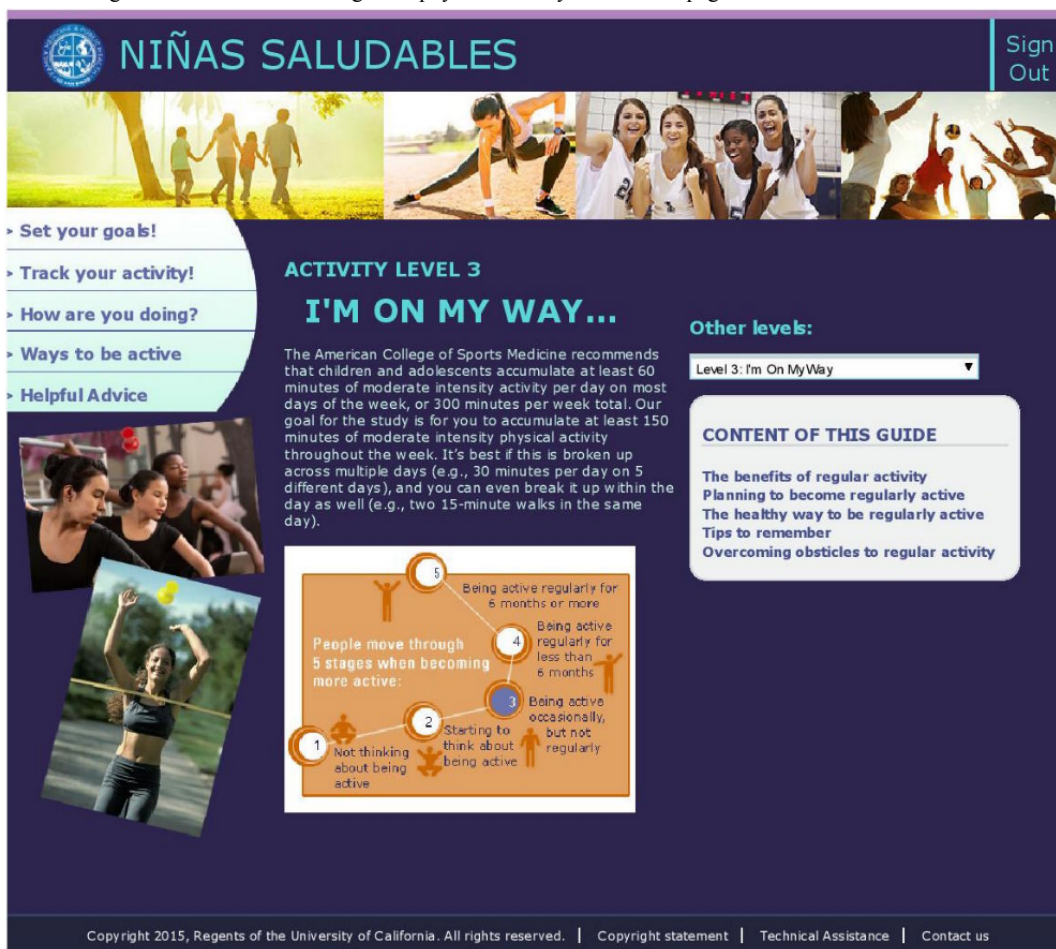 NIÑAS SALUDABLES
Sign
Out
> Set your goals!
> Track your activity!
> How are you doing?
> Ways to be active
> Helpful Advice
ACTIVITY LEVEL 3
I'M ON MY WAY...
The American College of Sports Medicine recommends
that children and adolescents accumulate at least 60
minutes of moderate intensity activity per day on most
days of the week, or 300 minutes per week total. Our
goal for the study is for you to accumulate at least 150
minutes of moderate intensity physical activity
throughout the week. It's best if this is broken up
across multiple days (e.g., 30 minutes per day on 5
different days), and you can even break it up within the
day as well (e.g., two 15-minute walks in the same
day).
Other levels:
Level 3: I'm On MyWay
CONTENT OF THIS GUIDE
The benefits of regular activity
Planning to become regularly active
The healthy way to be regularly active
Tips to remember
Overcoming obsticles to regular activity
People move through
5 stages when becoming
more active:
1
Not thinking
about being
active
2
Starting to
think about
being active
3
Being active
occasionally,
but not
regularly
4
Being active
regularly for
less than
6 months
5
Being active regularly for
6 months or more
Copyright 2015, Regents of the University of California. All rights reserved. | Copyright statement | Technical Assistance | Contact us